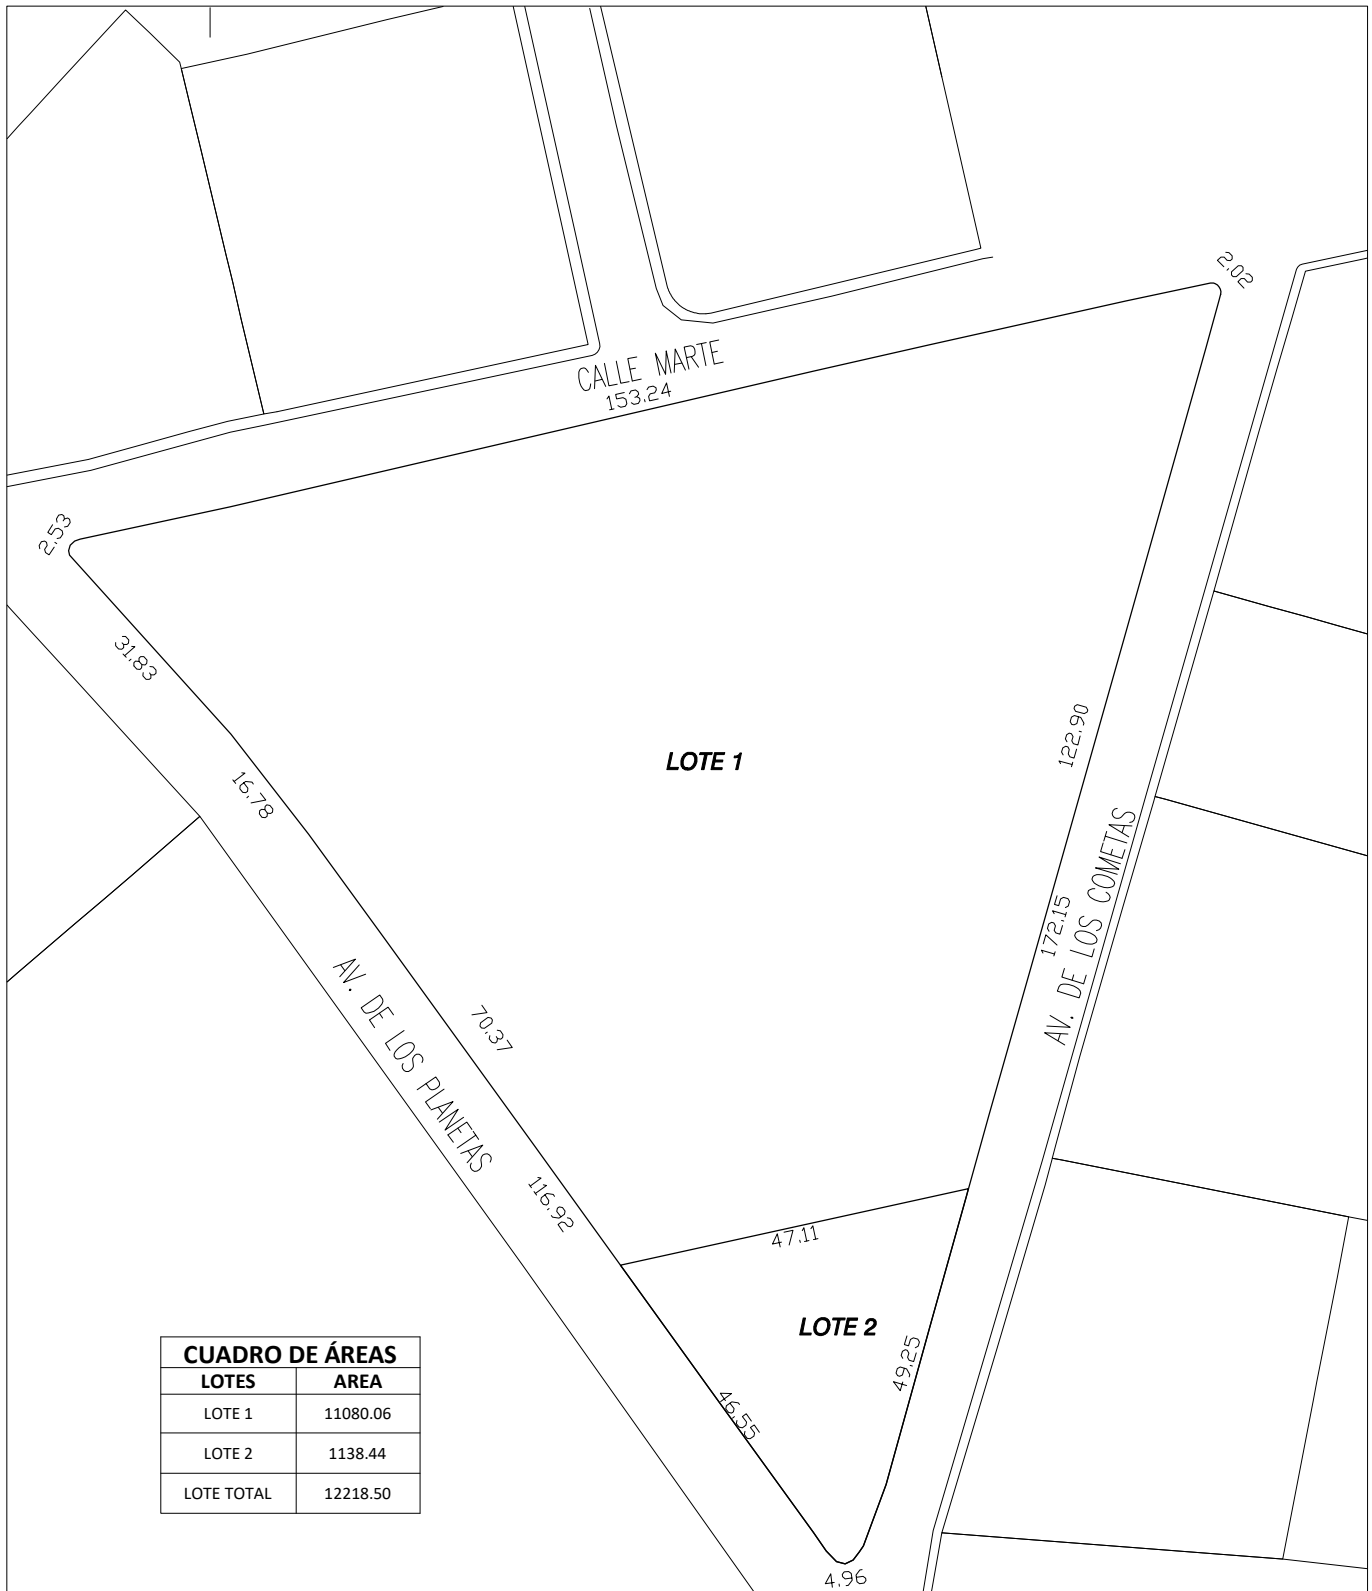 2.02
CALLE MARTE
153.24
2.53
31.83
122.90
LOTE 1
16.78
172.15
AV. DE LOS COMETAS
AV. DE LOS PLANETAS
70.37
116.92
47.11
LOTE 2
49.25
46.55
4.96
CUADRO DE ÁREAS
LOTES AREA
LOTE 1 11080.06
LOTE 2 1138.44
LOTE TOTAL 12218.50